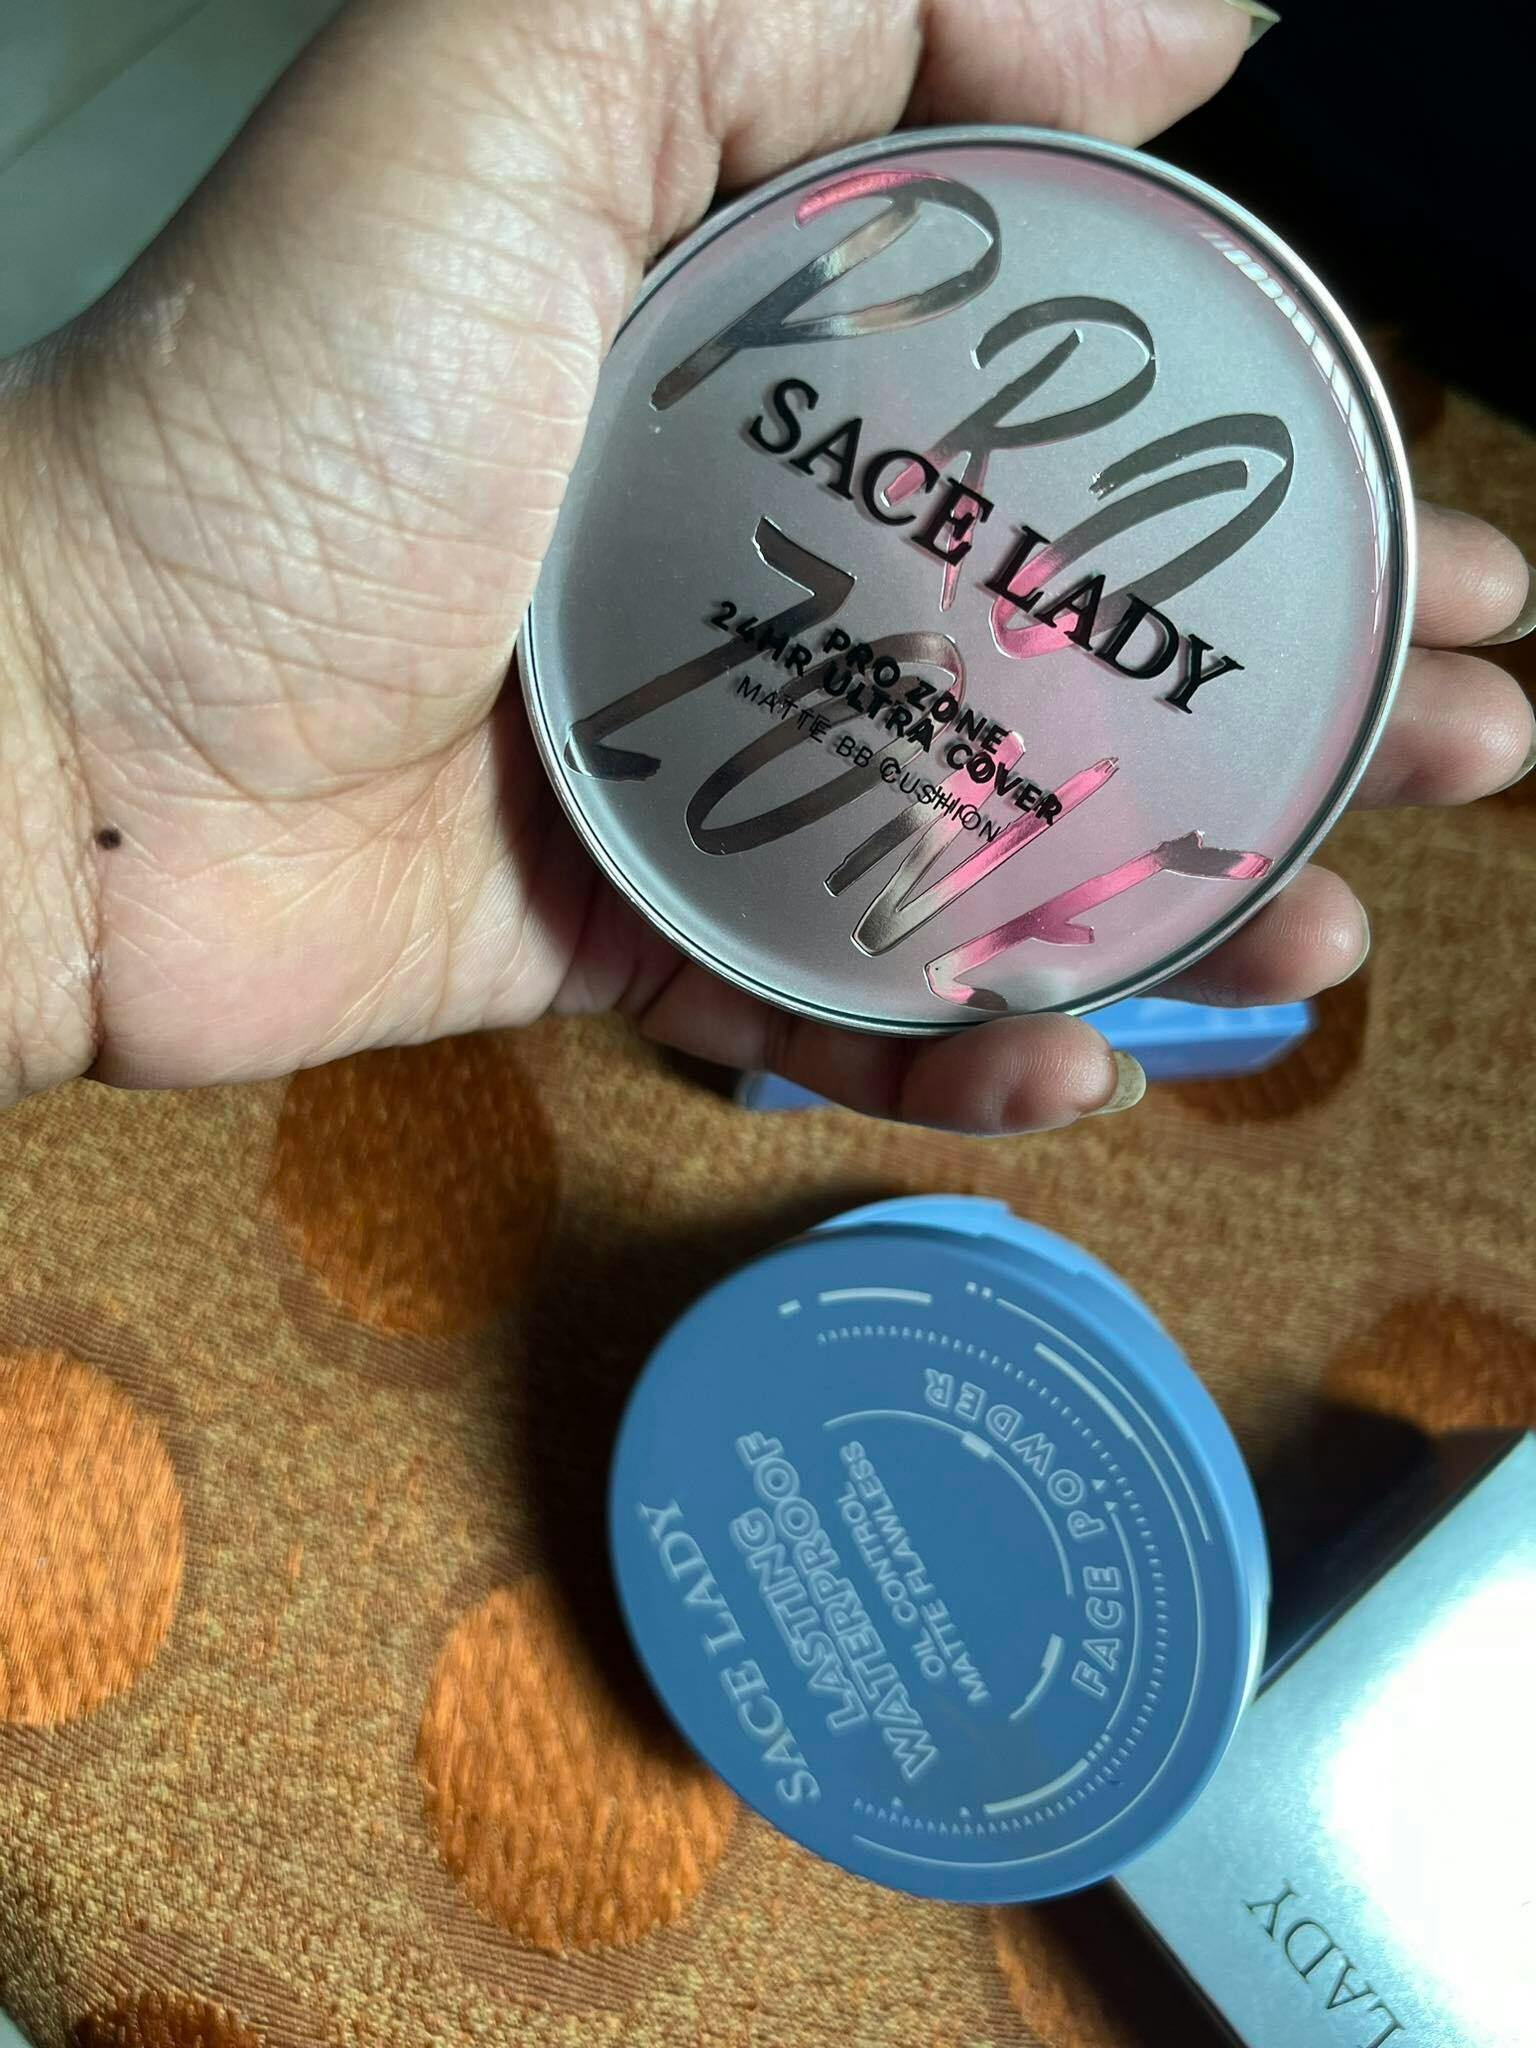 PRO
SACE LADY
ZONE
PRO ZONE
24HR ULTRA COVER
MATTE BB CUSHION
SACE LADY
LASTING
WATERPROOF
OIL CONTROL
MATTE FLAWLESS
FACE POWDER
LADY